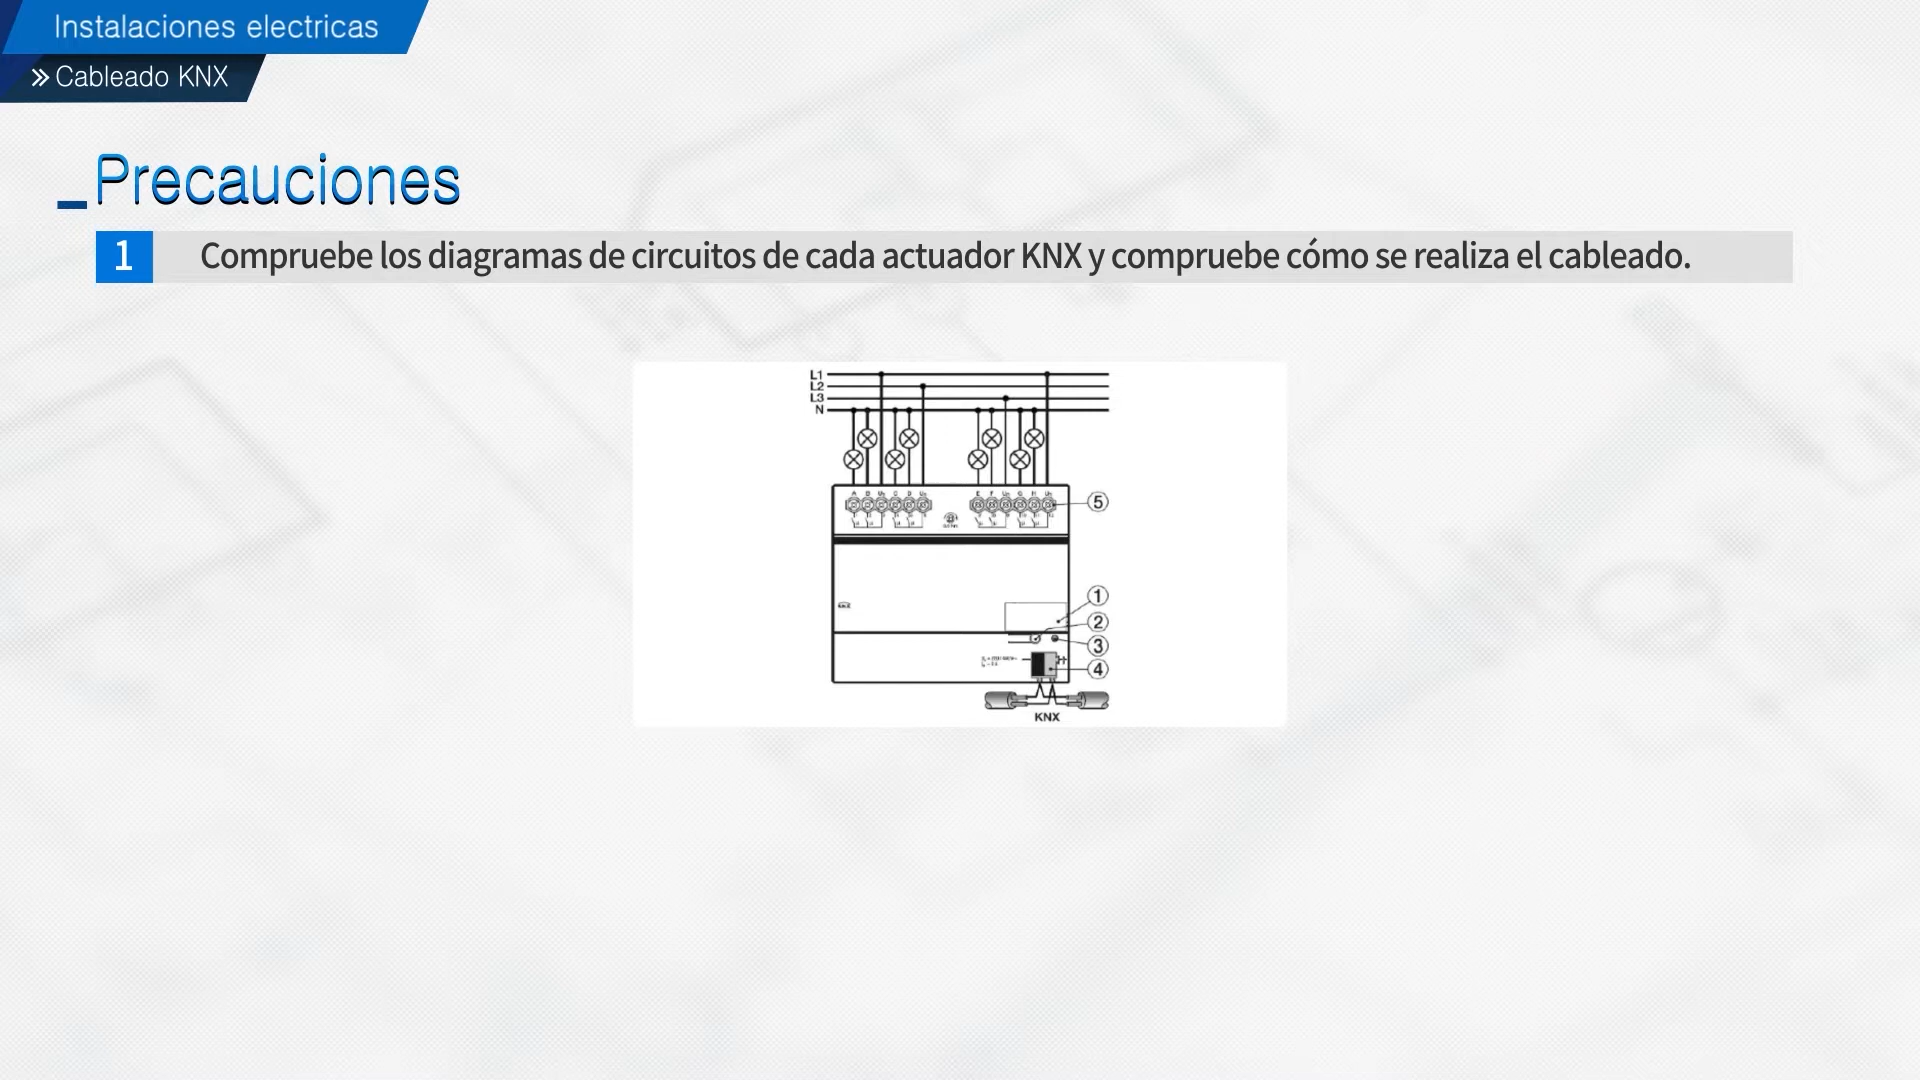 Instalaciones electricas
Cableado KNX
_Precauciones
1 Compruebe los diagramas de circuitos de cada actuador KNX y compruebe cómo se realiza el cableado.
L1
L2
L3
N
5
1
KNX
2
3
4
KNX